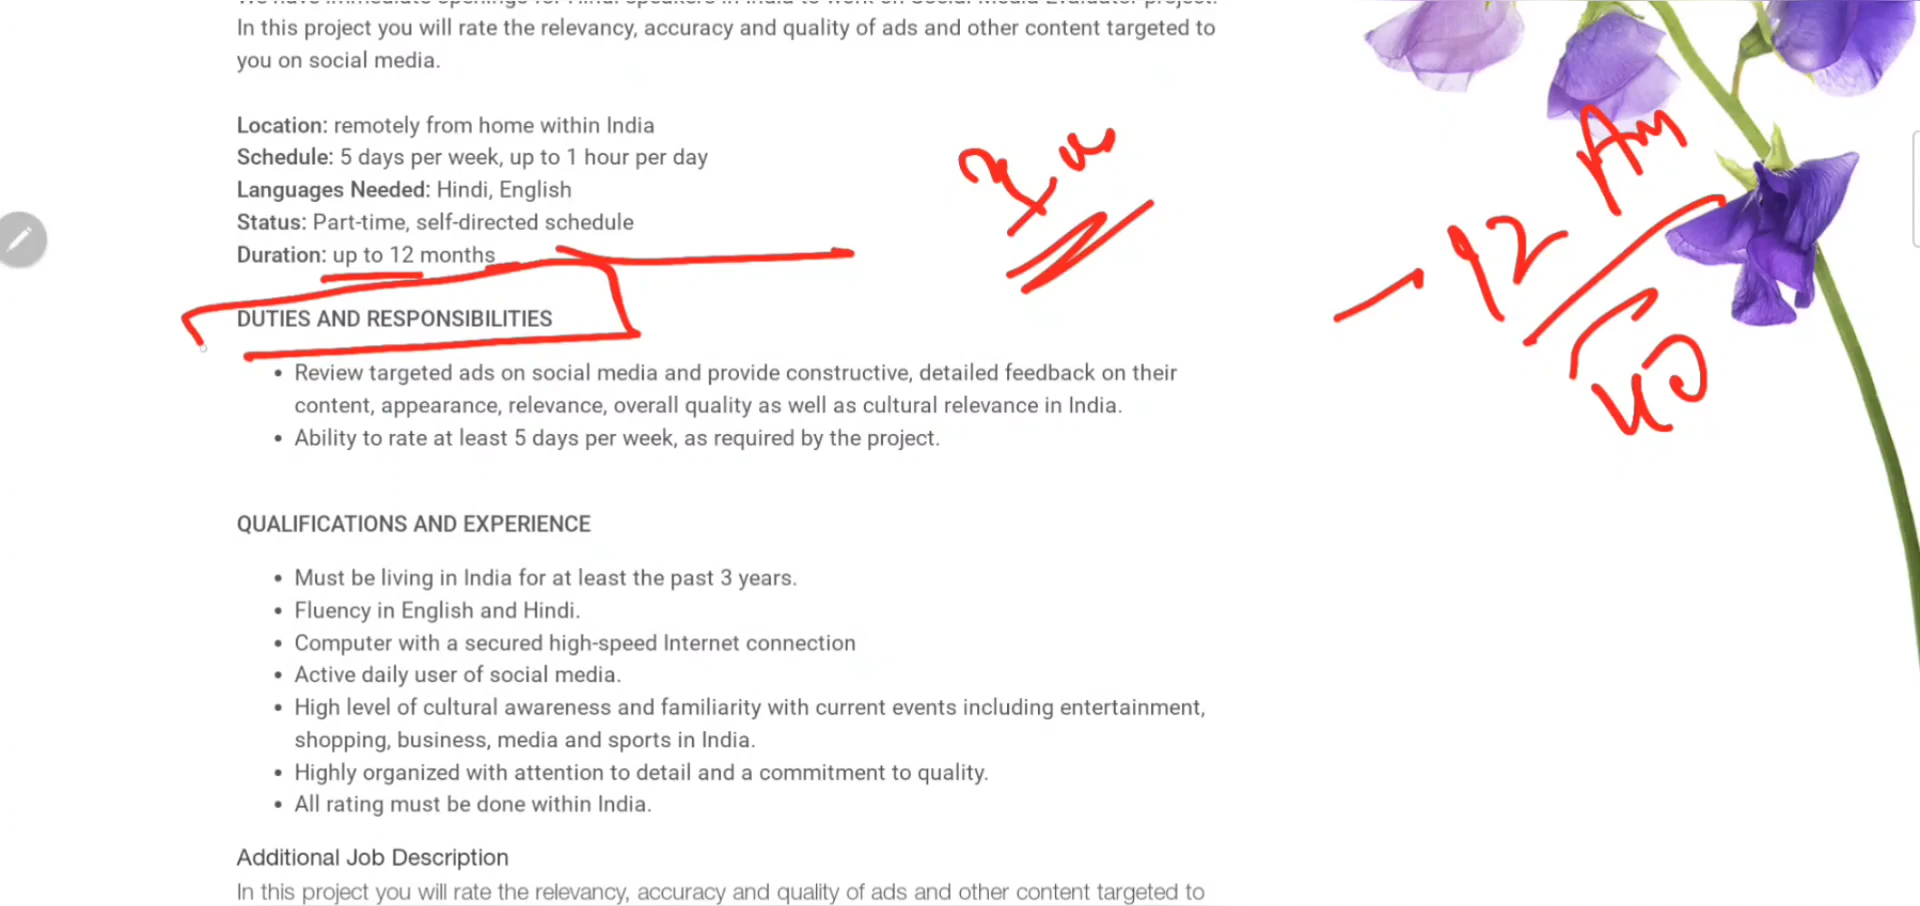 In this project you will rate the relevancy, accuracy and quality of ads and other content targeted to
you on social media.
Location: remotely from home within India
Schedule: 5 days per week, up to 1 hour per day
Languages Needed: Hindi, English
Status: Part-time, self-directed schedule
Duration: up to 12 months
12 AM
DUTIES AND RESPONSIBILITIES
• Review targeted ads on social media and provide constructive, detailed feedback on their
content, appearance, relevance, overall quality as well as cultural relevance in India.
• Ability to rate at least 5 days per week, as required by the project.
QUALIFICATIONS AND EXPERIENCE
• Must be living in India for at least the past 3 years.
• Fluency in English and Hindi.
• Computer with a secured high-speed Internet connection
• Active daily user of social media.
• High level of cultural awareness and familiarity with current events including entertainment,
shopping, business, media and sports in India.
• Highly organized with attention to detail and a commitment to quality.
• All rating must be done within India.
Additional Job Description
In this project you will rate the relevancy, accuracy and quality of ads and other content targeted to